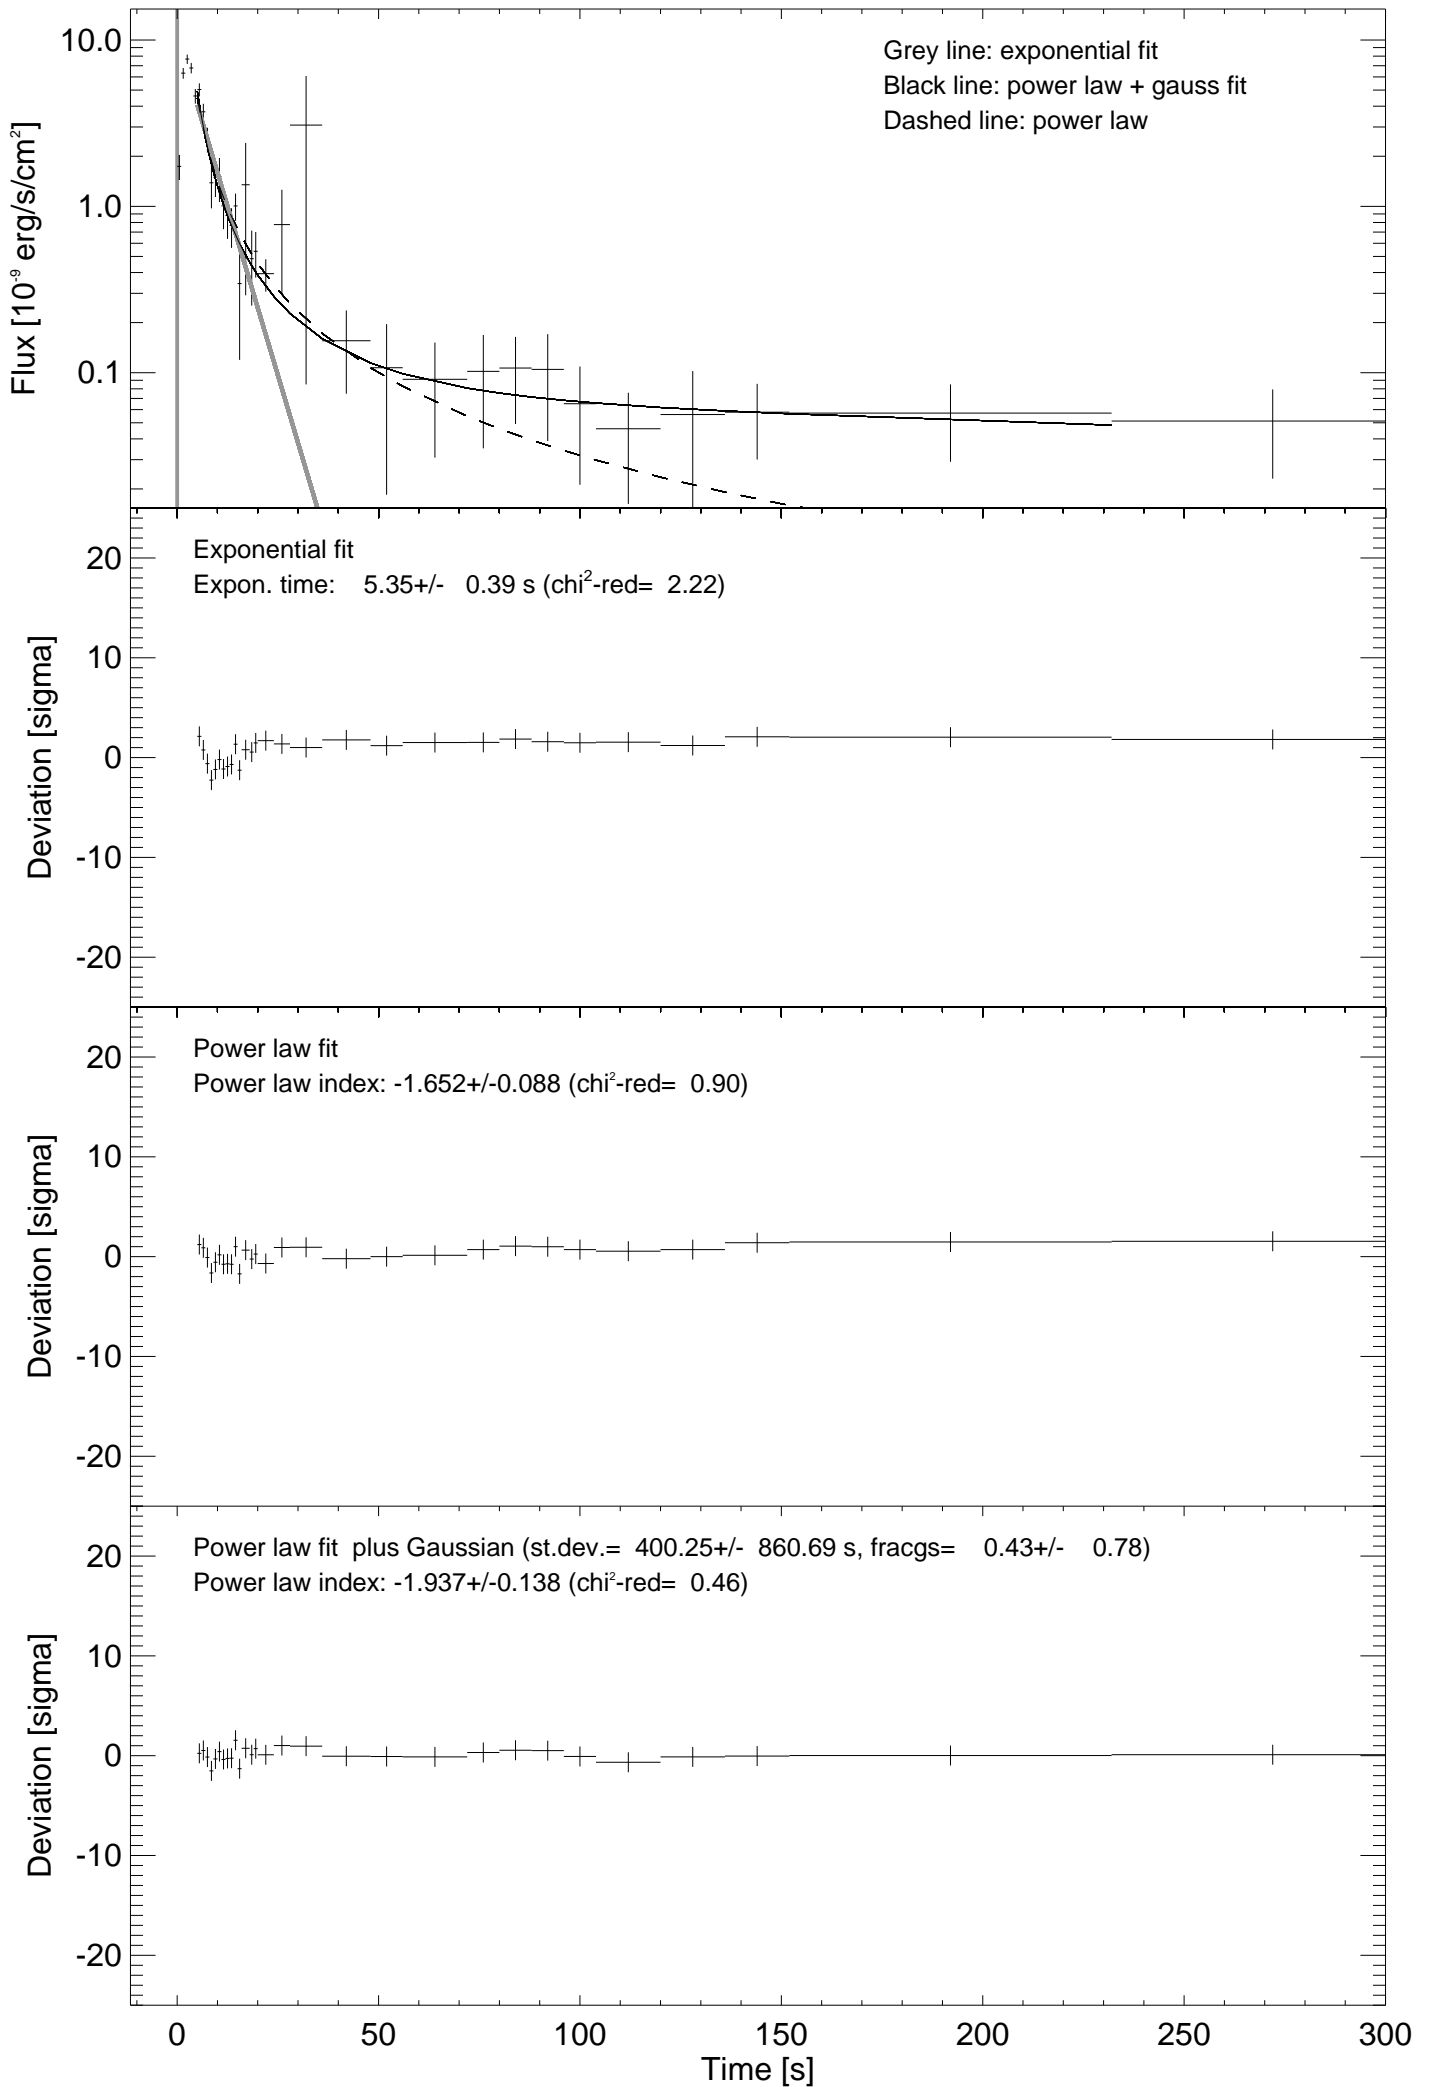 10.0
1.0
0.1
Flux [10⁻⁹ erg/s/cm²]
Grey line: exponential fit
Black line: power law + gauss fit
Dashed line: power law
20
10
0
-10
-20
Deviation [sigma]
Exponential fit
Expon. time: 5.35+/- 0.39 s (chi²-red= 2.22)
20
10
0
-10
-20
Deviation [sigma]
Power law fit
Power law index: -1.652+/-0.088 (chi²-red= 0.90)
20
10
0
-10
-20
Deviation [sigma]
Power law fit plus Gaussian (st.dev.= 400.25+/- 860.69 s, fracgs= 0.43+/- 0.78)
Power law index: -1.937+/-0.138 (chi²-red= 0.46)
0 50 100 150 200 250 300
Time [s]